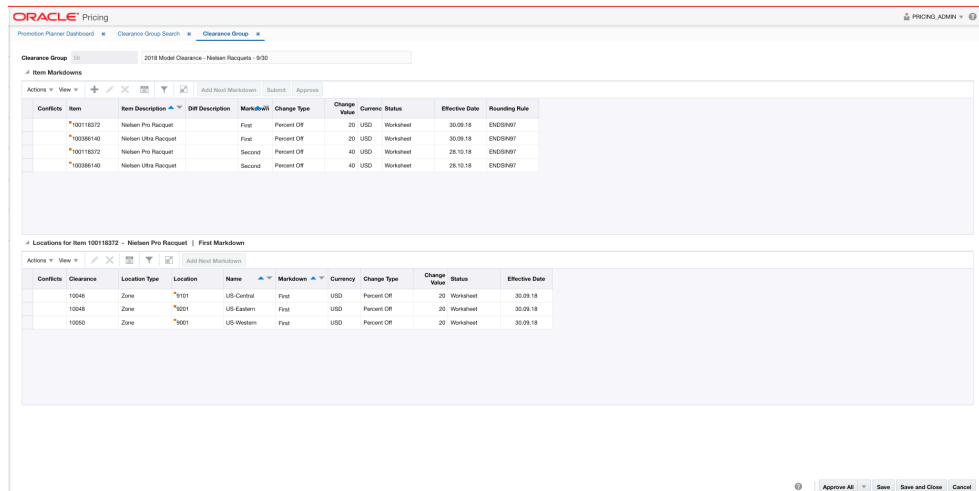 ORACLE® Pricing
PRICING_ADMIN
Promotion Planner Dashboard
Clearance Group Search
Clearance Group
Clearance Group
2018 Model Clearance - Nielsen Racquets - 9/30
Item Markdowns
Actions View Add Next Markdown Submit Approve
Conflicts Item Item Description Diff Description Markdown Change Type Change Value Currenc Status Effective Date Rounding Rule
*100118372 Nielsen Pro Racquet First Percent Off 20 USD Worksheet 30.09.18 ENDSIN97
*100386140 Nielsen Ultra Racquet First Percent Off 20 USD Worksheet 30.09.18 ENDSIN97
*100118372 Nielsen Pro Racquet Second Percent Off 40 USD Worksheet 28.10.18 ENDSIN97
*100386140 Nielsen Ultra Racquet Second Percent Off 40 USD Worksheet 28.10.18 ENDSIN97
Locations for Item 100118372 - Nielsen Pro Racquet | First Markdown
Actions View Add Next Markdown
Conflicts Clearance Location Type Location Name Markdown Currency Change Type Change Value Status Effective Date
10046 Zone *9101 US-Central First USD Percent Off 20 Worksheet 30.09.18
10048 Zone *9201 US-Eastern First USD Percent Off 20 Worksheet 30.09.18
10050 Zone *9001 US-Western First USD Percent Off 20 Worksheet 30.09.18
Approve All Save Save and Close Cancel